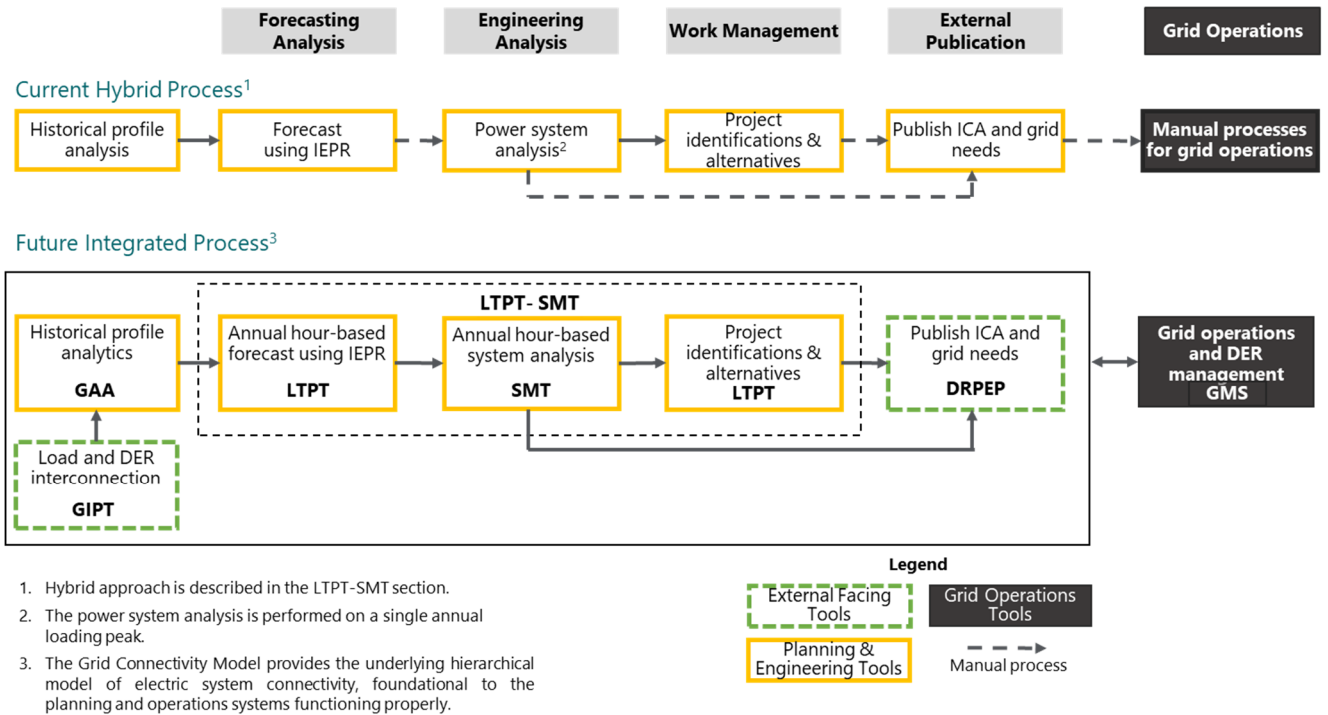 Forecasting
Analysis
Engineering
Analysis
Work Management
External
Publication
Grid Operations
Current Hybrid Process1
Historical profile
analysis
Forecast
using IEPR
Power system
analysis2
Project
identifications &
alternatives
Publish ICA and grid
needs
Manual processes
for grid operations
Future Integrated Process3
LTPT- SMT
Historical profile
analytics
GAA
Annual hour-based
forecast using IEPR
LTPT
Annual hour-based
system analysis
SMT
Project
identifications &
alternatives
LTPT
Publish ICA and
grid needs
DRPEP
Grid operations
and DER
management
GMS
Load and DER
interconnection
GIPT
1. Hybrid approach is described in the LTPT-SMT section.
2. The power system analysis is performed on a single annual
loading peak.
3. The Grid Connectivity Model provides the underlying hierarchical
model of electric system connectivity, foundational to the
planning and operations systems functioning properly.
Legend
External Facing
Tools
Grid Operations
Tools
Planning &
Engineering Tools
Manual process